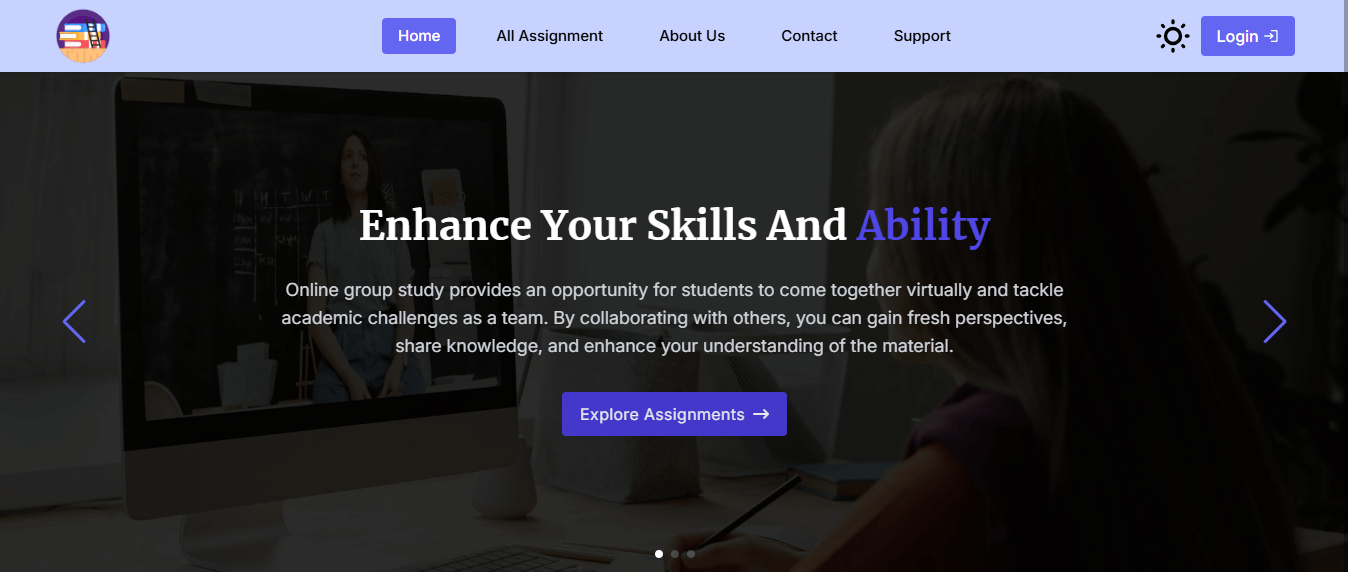 Home
All Assignment
About Us
Contact
Support
Login
Enhance Your Skills And Ability
Online group study provides an opportunity for students to come together virtually and tackle
academic challenges as a team. By collaborating with others, you can gain fresh perspectives,
share knowledge, and enhance your understanding of the material.
Explore Assignments →
M T W T